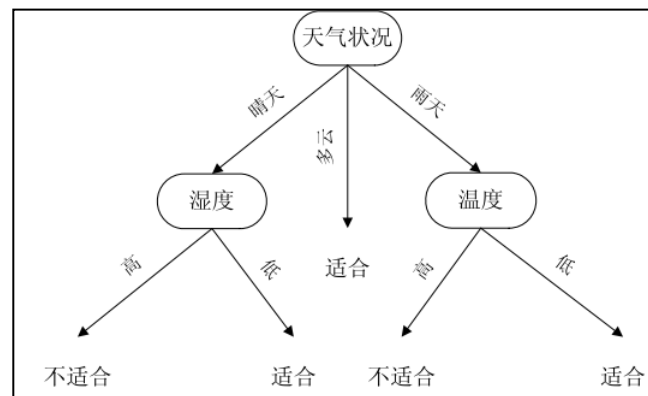 天气状况
晴天
多云
雨天
湿度
温度
高
低
适合
高
低
不适合
适合
不适合
适合